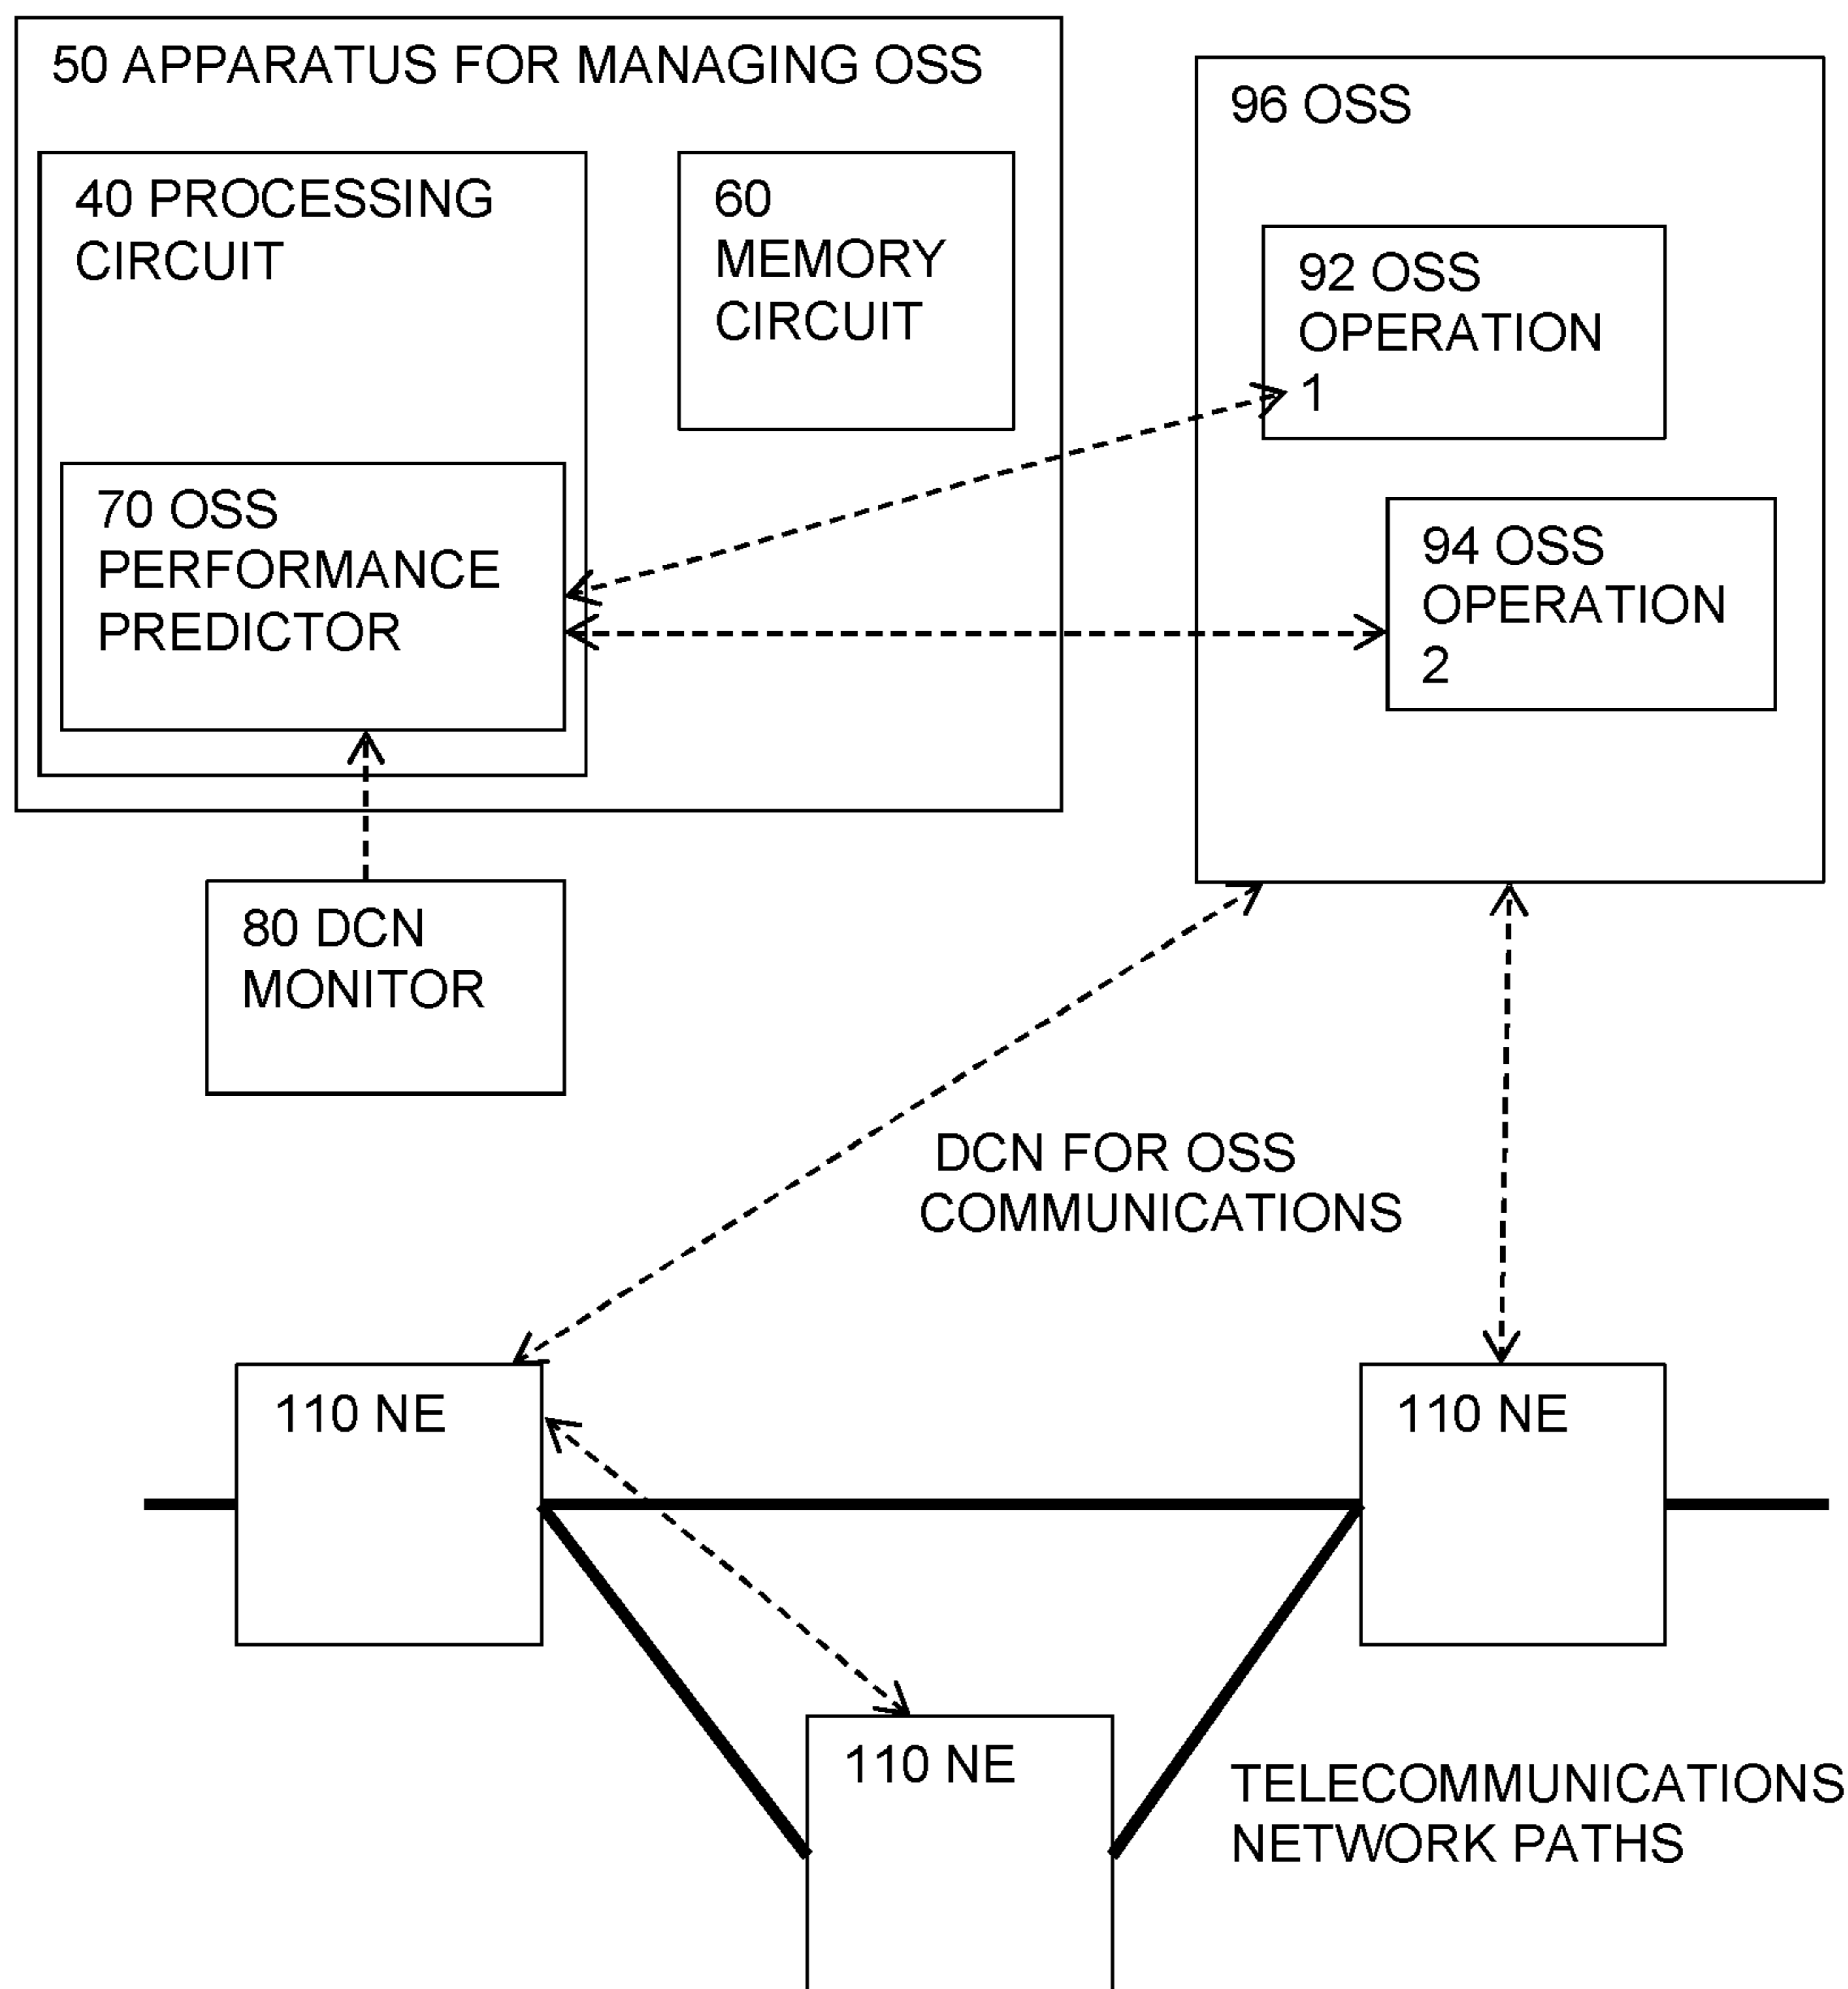 50 APPARATUS FOR MANAGING OSS
40 PROCESSING
CIRCUIT
60
MEMORY
CIRCUIT
70 OSS
PERFORMANCE
PREDICTOR
96 OSS
92 OSS
OPERATION
1
94 OSS
OPERATION
2
80 DCN
MONITOR
DCN FOR OSS
COMMUNICATIONS
110 NE
110 NE
110 NE
TELECOMMUNICATIONS
NETWORK PATHS